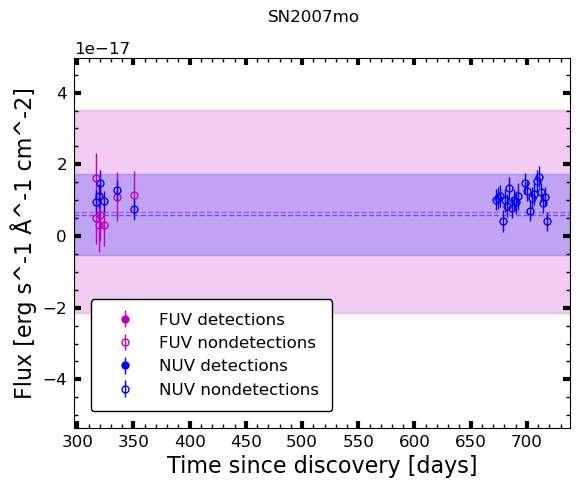 SN2007mo
1e−17
4
2
0
−2
−4
Flux [erg s^-1 Å^-1 cm^-2]
FUV detections
FUV nondetections
NUV detections
NUV nondetections
300 350 400 450 500 550 600 650 700
Time since discovery [days]